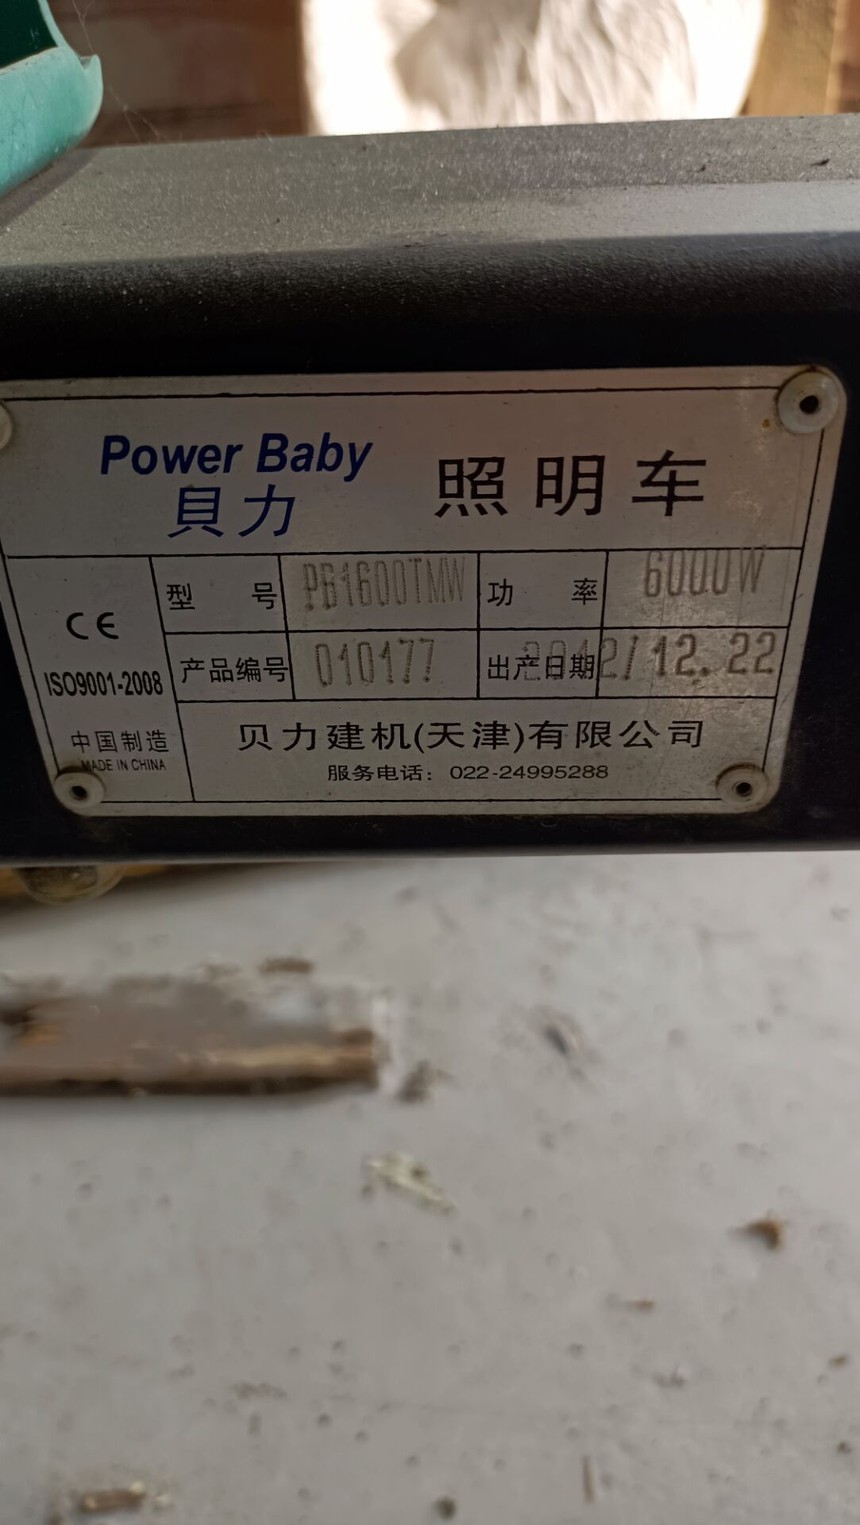 Power Baby
貝力
照明车
CE
ISO9001-2008
中国制造
MADE IN CHINA
型号 PB1600TMW 功率 6000W
产品编号 010177 出产日期 2012/12.22
贝力建机(天津)有限公司
服务电话：022-24995288